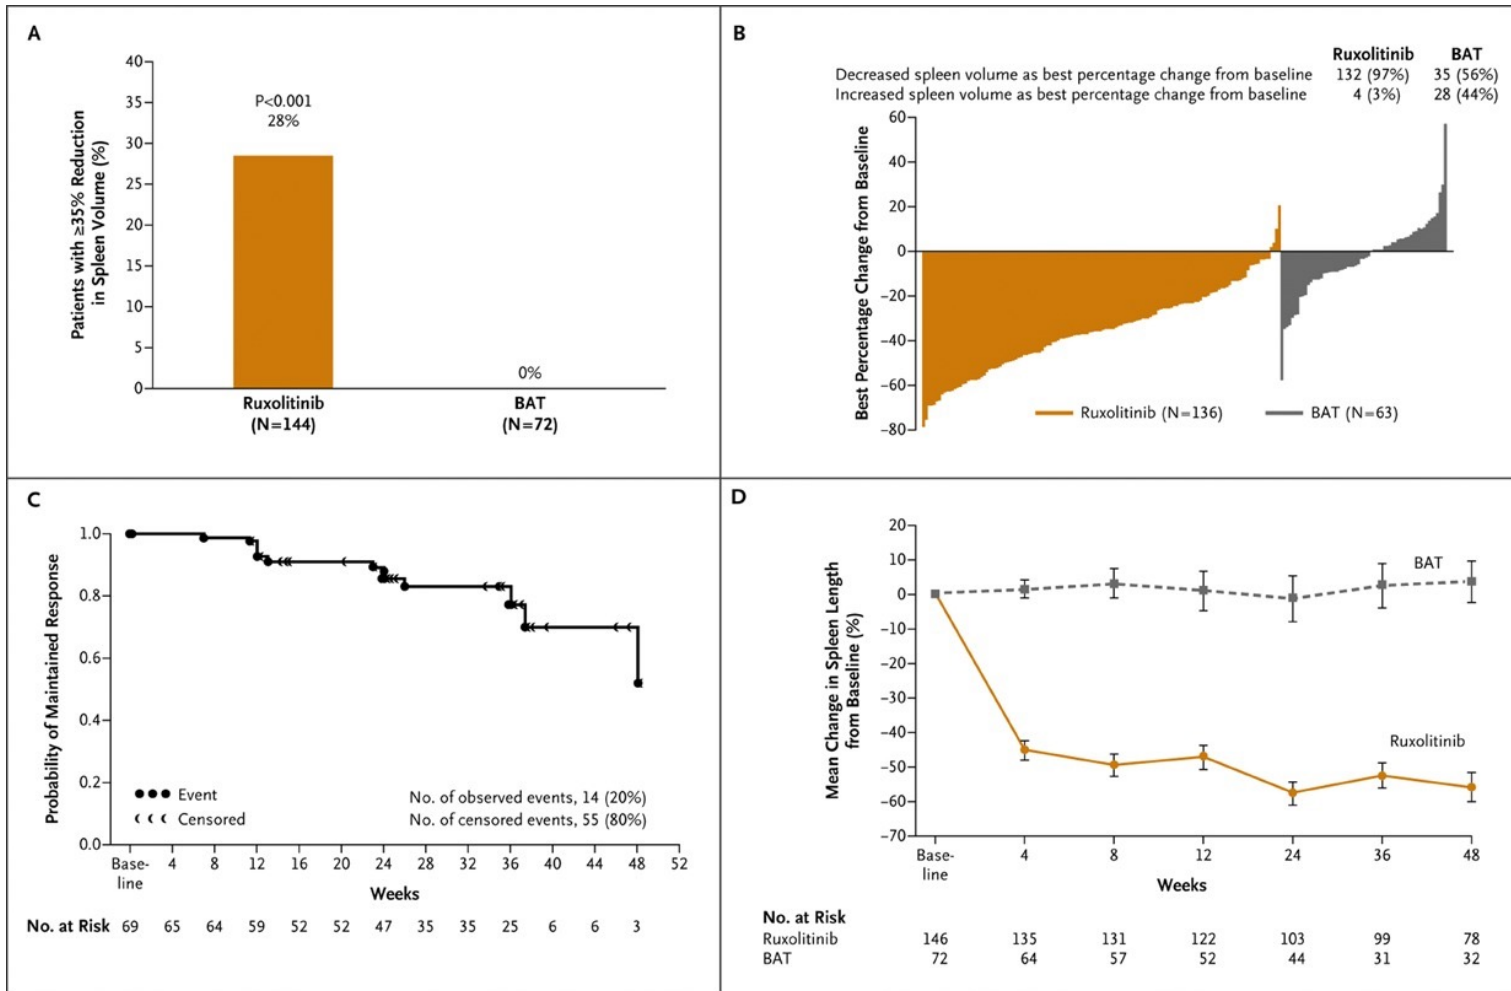 A
Patients with ≥35% Reduction
in Spleen Volume (%)
40
35
30
25
20
15
10
5
0
P<0.001
28%
0%
Ruxolitinib
(N=144)
BAT
(N=72)
B
Ruxolitinib BAT
Decreased spleen volume as best percentage change from baseline 132 (97%) 35 (56%)
Increased spleen volume as best percentage change from baseline 4 (3%) 28 (44%)
Best Percentage Change from Baseline
60
40
20
0
−20
−40
−60
−80
Ruxolitinib (N=136) BAT (N=63)
C
Probability of Maintained Response
1.0
0.8
0.6
0.4
0.2
0.0
Event
Censored
No. of observed events, 14 (20%)
No. of censored events, 55 (80%)
Base-
line
4 8 12 16 20 24 28 32 36 40 44 48 52
Weeks
No. at Risk 69 65 64 59 52 52 47 35 35 25 6 6 3
D
Mean Change in Spleen Length
from Baseline (%)
20
10
0
−10
−20
−30
−40
−50
−60
−70
BAT
Ruxolitinib
Base-
line
4 8 12 24 36 48
Weeks
No. at Risk
Ruxolitinib 146 135 131 122 103 99 78
BAT 72 64 57 52 44 31 32